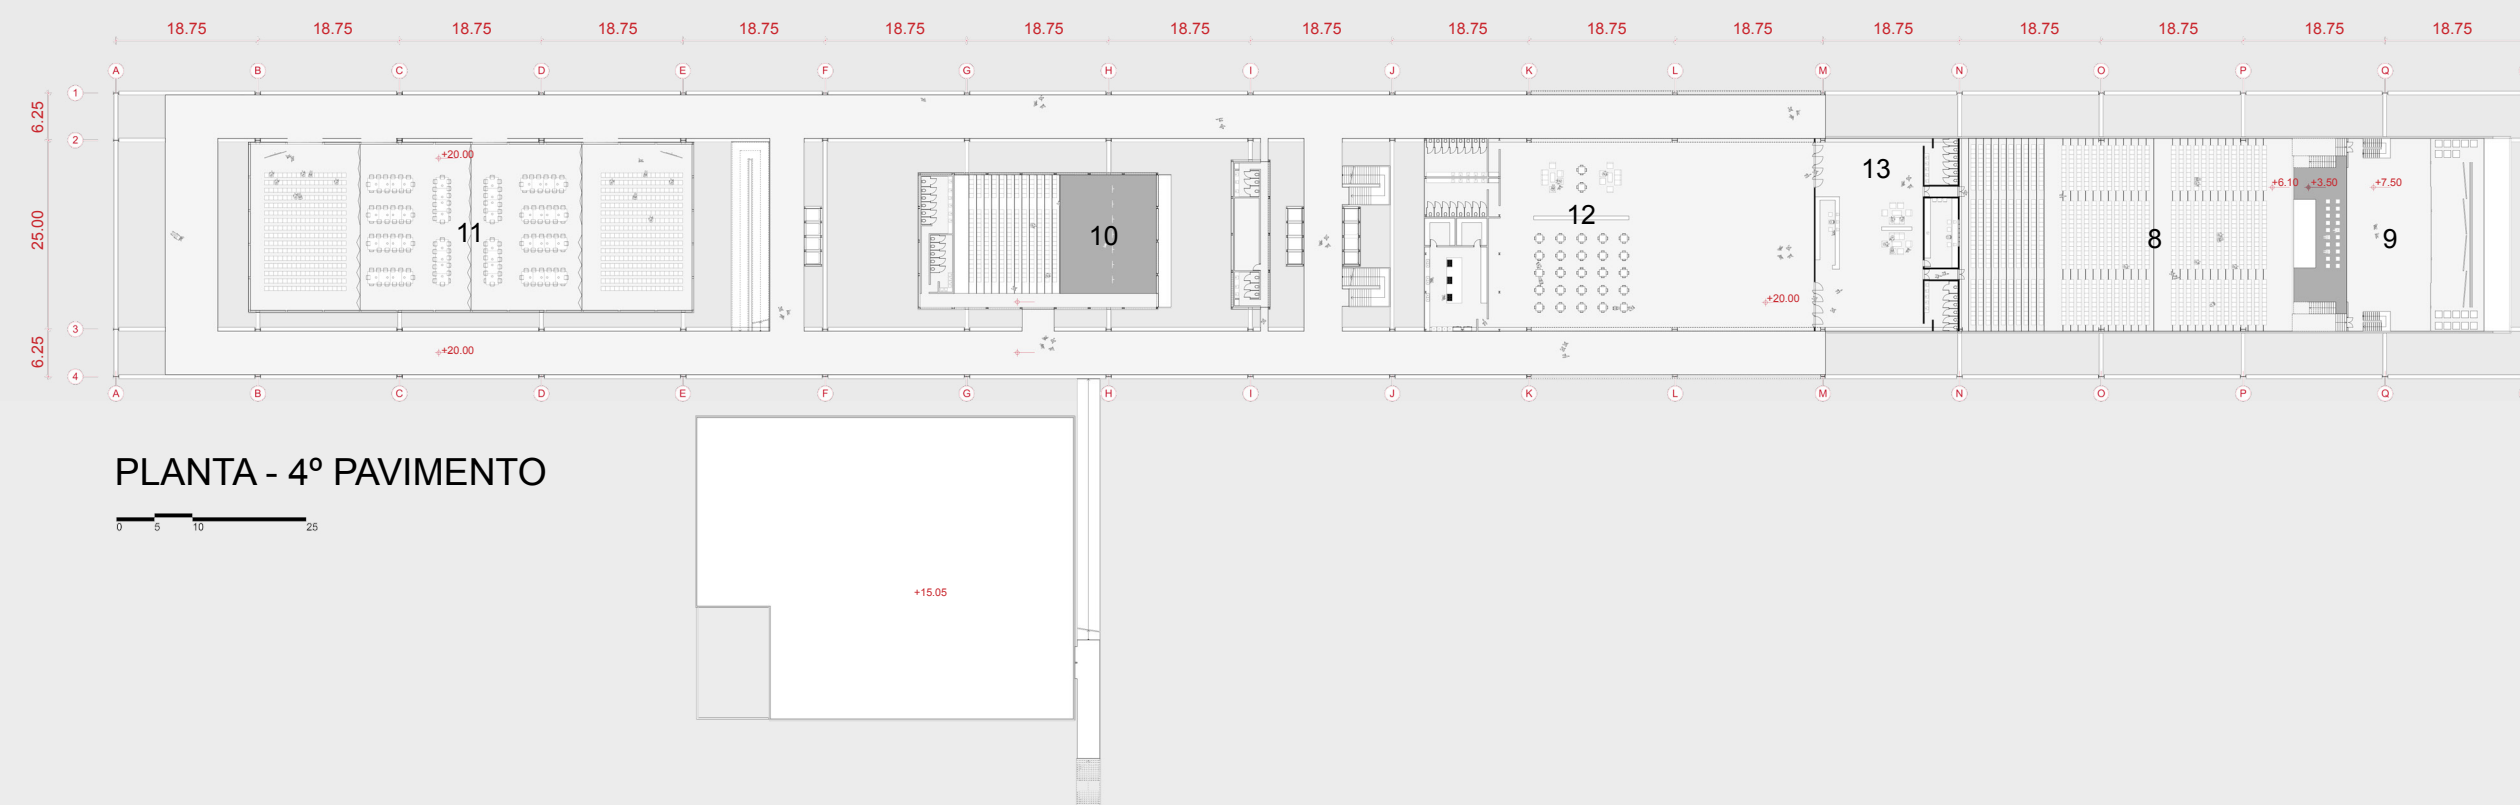 18.75 18.75 18.75 18.75 18.75 18.75 18.75 18.75 18.75 18.75 18.75 18.75 18.75 18.75 18.75 18.75 18.75
A B C D E F G H I J K L M N O P Q
1
6.25
2
+20.00
13
+6.10 +3.50 +7.50
12
25.00
11 10 8 9
+20.00
3
6.25
+20.00
4
A B C D E F G H I J K L M N O P Q
PLANTA - 4º PAVIMENTO
0 5 10 25
+15.05